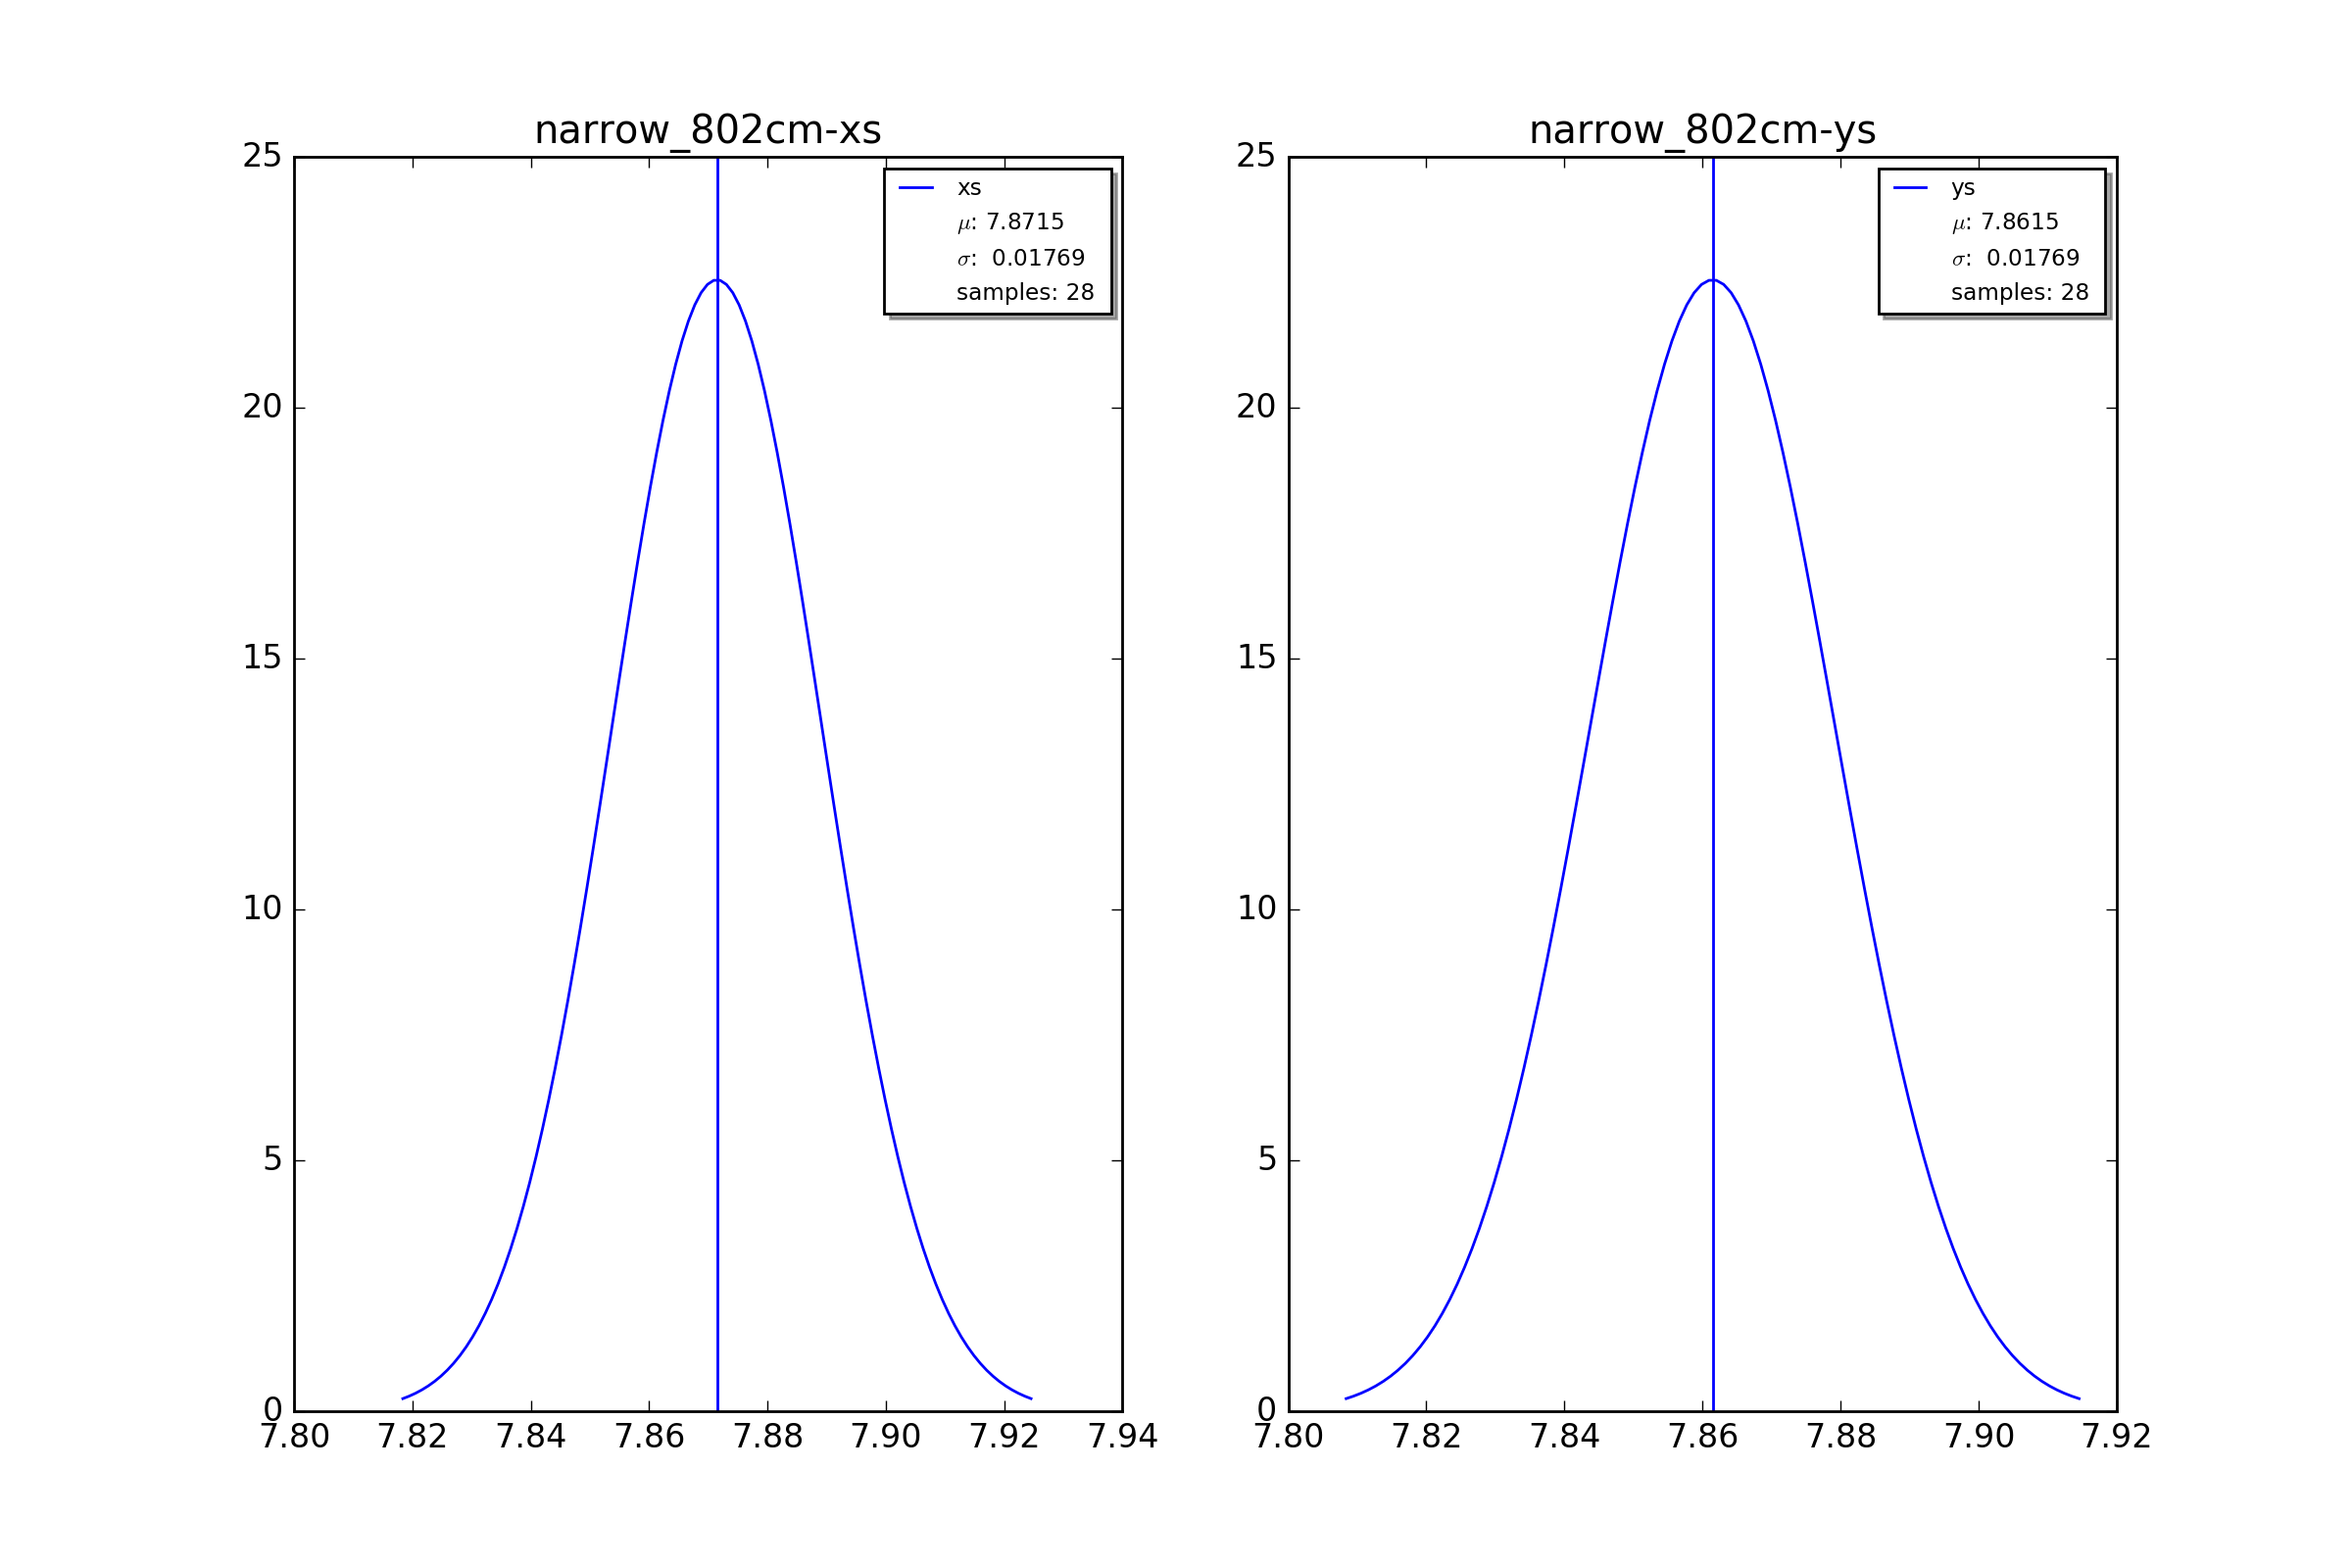 narrow_802cm-xs
25
20
15
10
5
0
7.80 7.82 7.84 7.86 7.88 7.90 7.92 7.94
xs
μ: 7.8715
σ: 0.01769
samples: 28
narrow_802cm-ys
25
20
15
10
5
0
7.80 7.82 7.84 7.86 7.88 7.90 7.92
ys
μ: 7.8615
σ: 0.01769
samples: 28